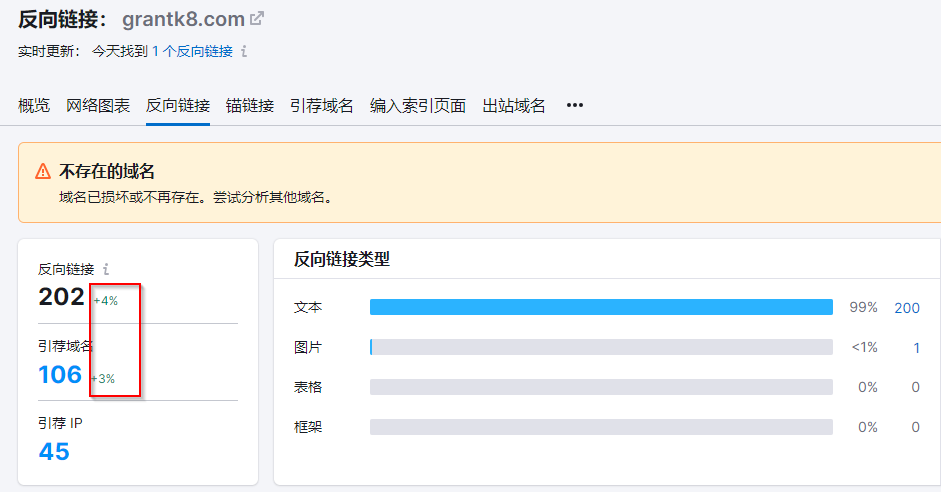 反向链接： grantk8.com
实时更新： 今天找到 1 个反向链接 i
概览 网络图表 反向链接 锚链接 引荐域名 编入索引页面 出站域名 •••
不存在的域名
域名已损坏或不再存在。尝试分析其他域名。
反向链接 i
202 +4%
引荐域名
106 +3%
引荐 IP
45
反向链接类型
文本 99% 200
图片 <1% 1
表格 0% 0
框架 0% 0